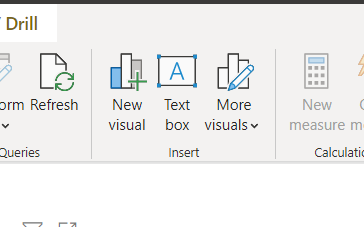 Drill
orm Refresh New visual Text box More visuals New measure
Queries Insert Calculatio
A